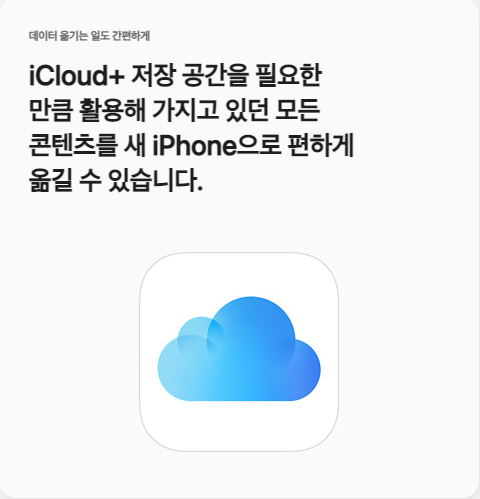 데이터 옮기는 일도 간편하게
iCloud+ 저장 공간을 필요한
만큼 활용해 가지고 있던 모든
콘텐츠를 새 iPhone으로 편하게
옮길 수 있습니다.